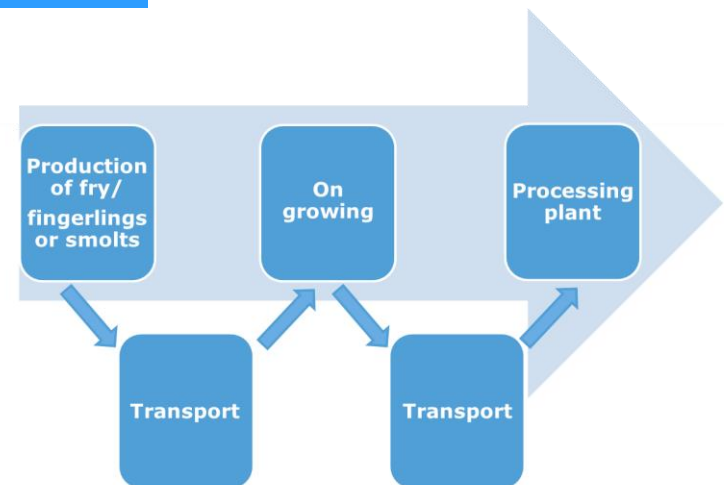 Production
of fry/
fingerlings
or smolts
On
growing
Processing
plant
Transport
Transport